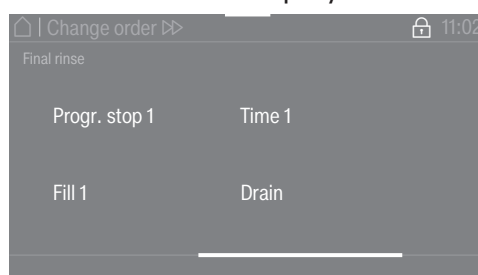 | Change order 11:02
Final rinse
Progr. stop 1 Time 1
Fill 1 Drain